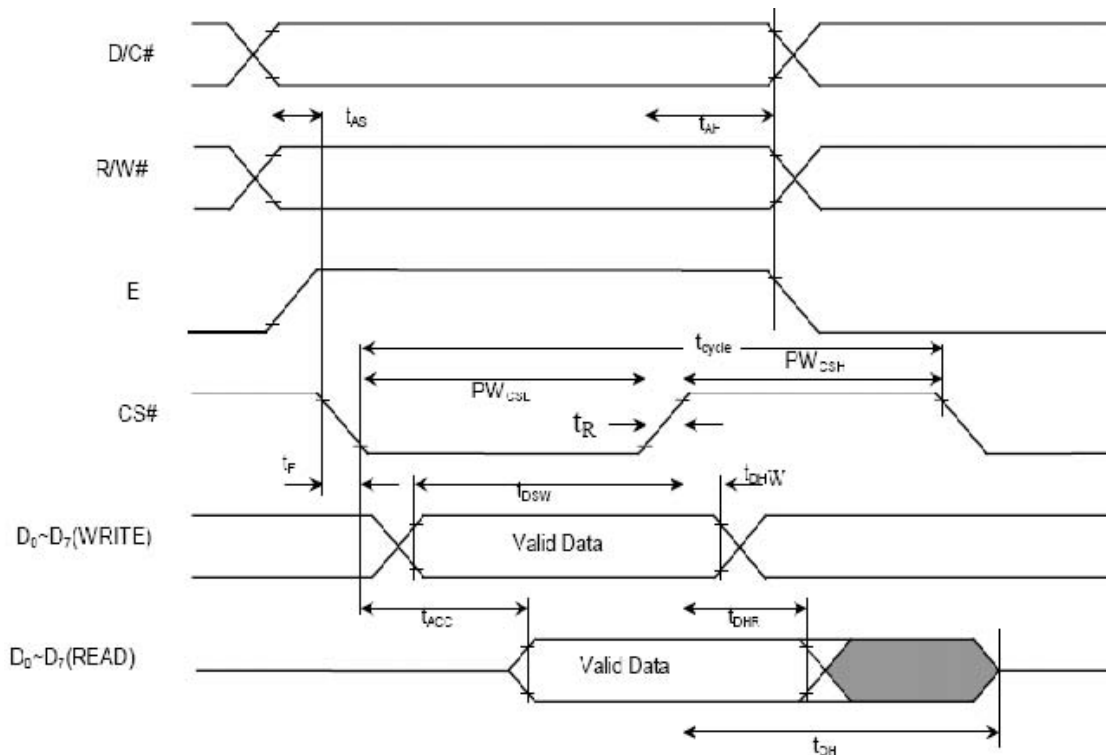 D/C#
tAS
tAH
R/W#
E
tcycle
PWCSL
PWCSH
CS#
tR
tF
tDSW
tDHW
D0~D7(WRITE)
Valid Data
tACC
tDHR
D0~D7(READ)
Valid Data
tOH